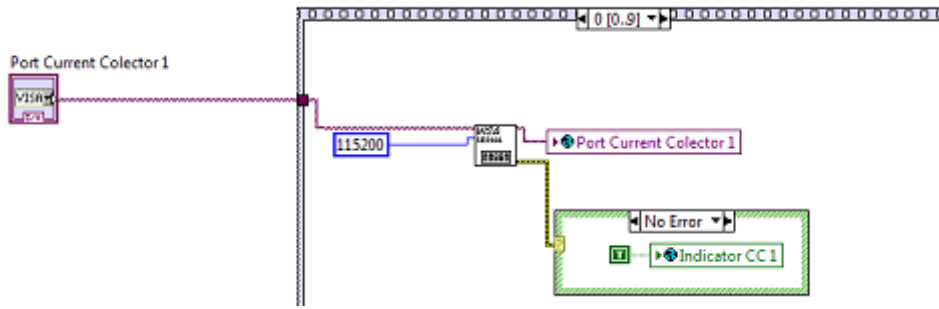 0 [0..9]
Port Current Colector 1
VISA
I/O
115200
Port Current Colector 1
No Error
?
T
Indicator CC 1